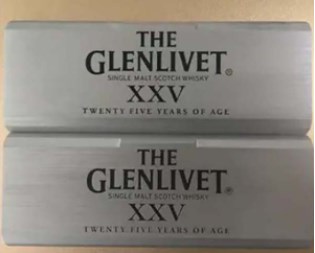 THE
GLENLIVET®
SINGLE MALT SCOTCH WHISKY
XXV
TWENTY FIVE YEARS OF AGE
THE
GLENLIVET®
SINGLE MALT SCOTCH WHISKY
XXV
TWENTY FIVE YEARS OF AGE